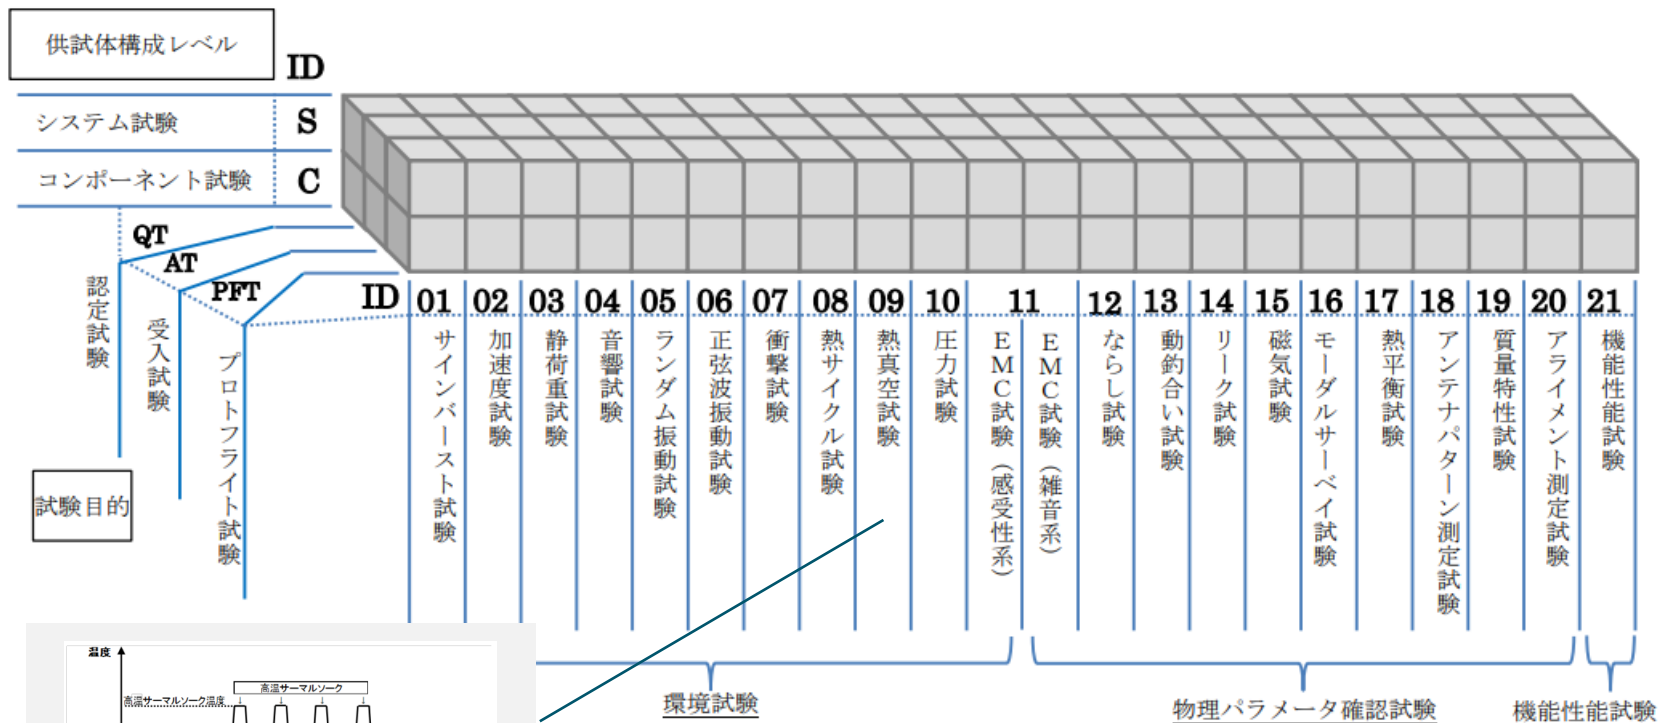 供試体構成レベル
ID
システム試験
S
コンポーネント試験
C
QT
AT
PFT
認定試験
受入試験
プロトフライト試験
試験目的
ID
01
02
03
04
05
06
07
08
09
10
11
12
13
14
15
16
17
18
19
20
21
サインバースト試験
加速度試験
静荷重試験
音響試験
ランダム振動試験
正弦波振動試験
衝撃試験
熱サイクル試験
熱真空試験
圧力試験
EMC試験（感受性系）
EMC試験（雑音系）
ならし試験
動釣合い試験
リーク試験
磁気試験
モーダルサーベイ試験
熱平衡試験
アンテナパターン測定試験
質量特性試験
アライメント測定試験
機能性能試験
環境試験
物理パラメータ確認試験
機能性能試験
温度
高温サーマルソーク
高温サーマルソーク温度